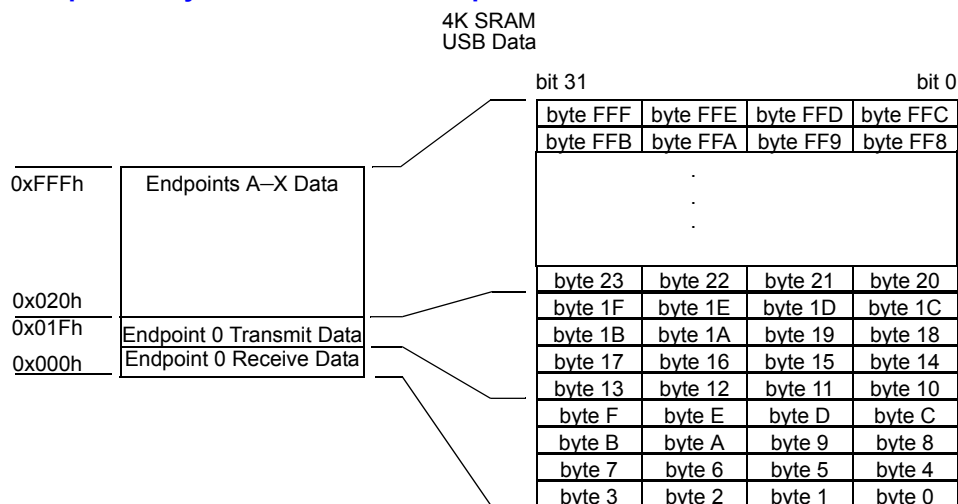 4K SRAM
USB Data
bit 31 bit 0
byte FFF byte FFE byte FFD byte FFC
byte FFB byte FFA byte FF9 byte FF8
.
.
.
0xFFFh Endpoints A–X Data
0x020h
0x01Fh Endpoint 0 Transmit Data
0x000h Endpoint 0 Receive Data
byte 23 byte 22 byte 21 byte 20
byte 1F byte 1E byte 1D byte 1C
byte 1B byte 1A byte 19 byte 18
byte 17 byte 16 byte 15 byte 14
byte 13 byte 12 byte 11 byte 10
byte F byte E byte D byte C
byte B byte A byte 9 byte 8
byte 7 byte 6 byte 5 byte 4
byte 3 byte 2 byte 1 byte 0